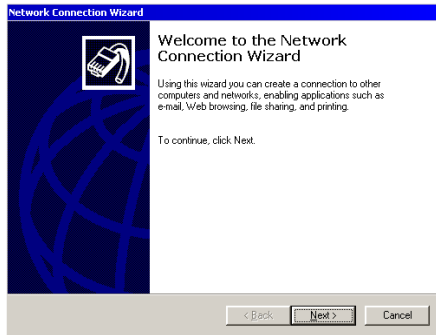 Network Connection Wizard
Welcome to the Network
Connection Wizard
Using this wizard you can create a connection to other
computers and networks, enabling applications such as
e-mail, Web browsing, file sharing, and printing.
To continue, click Next.
< Back
Next >
Cancel